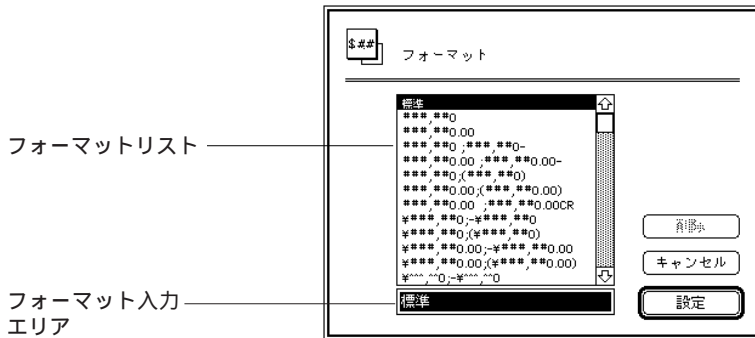 $##
フォーマット
標準
###,##0
###,##0.00
###,##0 ;###,##0-
###,##0.00 ;###,##0.00-
###,##0;(###,##0)
###,##0.00;(###,##0.00)
###,##0.00  ;###,##0.00CR
¥###,##0;-¥###,##0
¥###,##0;(¥###,##0)
¥###,##0.00;-¥###,##0.00
¥###,##0.00;(¥###,##0.00)
¥^^^,^^0;-¥^^^,^^0
標準
削除
キャンセル
設定
フォーマットリスト
フォーマット入力
エリア